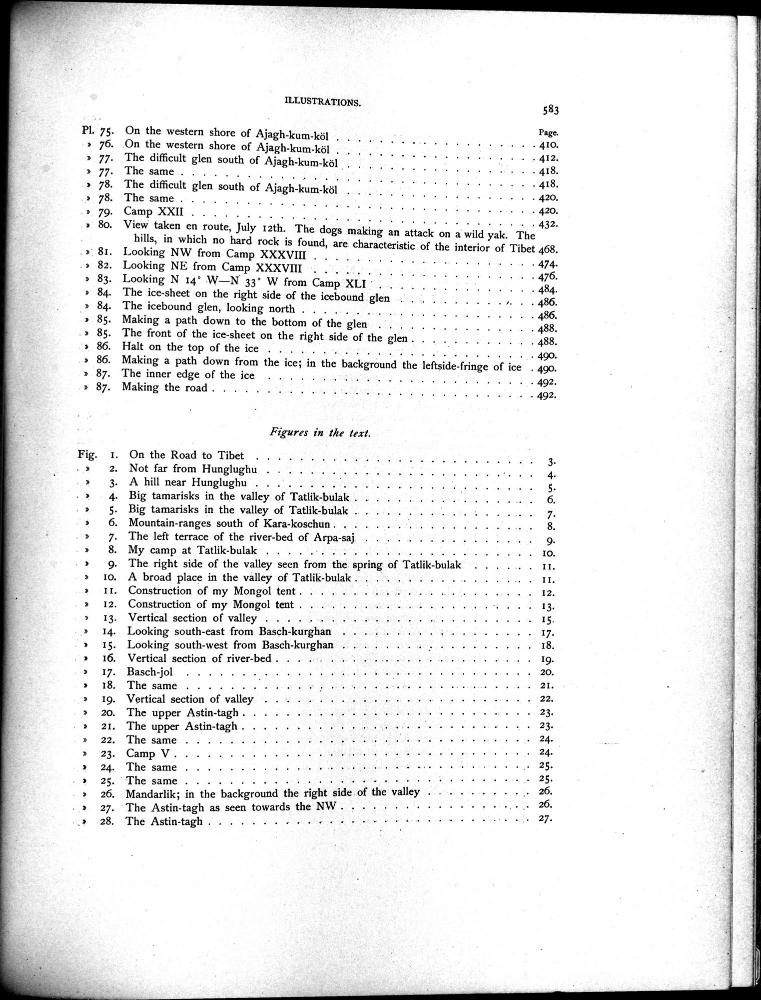 ILLUSTRATIONS.
583
Page.
Pl. 75. On the western shore of Ajagh-kum-köl . . . . . . . . . . 410.
» 76. On the western shore of Ajagh-kum-köl . . . . . . . . . . 412.
» 77. The difficult glen south of Ajagh-kum-köl . . . . . . . . . . 418.
» 77. The same . . . . . . . . . . 418.
» 78. The difficult glen south of Ajagh-kum-köl . . . . . . . . . . 420.
» 78. The same . . . . . . . . . . 420.
» 79. Camp XXII . . . . . . . . . . 432.
» 80. View taken en route, July 12th. The dogs making an attack on a wild yak. The
hills, in which no hard rock is found, are characteristic of the interior of Tibet 468.
» 81. Looking NW from Camp XXXVIII . . . . . . . . . . 474.
» 82. Looking NE from Camp XXXVIII . . . . . . . . . . 476.
» 83. Looking N 14° W—N 33° W from Camp XLI . . . . . . . . . . 484.
» 84. The ice-sheet on the right side of the icebound glen . . . . . . . . . . 486.
» 84. The icebound glen, looking north . . . . . . . . . . 486.
» 85. Making a path down to the bottom of the glen . . . . . . . . . . 488.
» 85. The front of the ice-sheet on the right side of the glen . . . . . . . . . . 488.
» 86. Halt on the top of the ice . . . . . . . . . . 490.
» 86. Making a path down from the ice; in the background the leftside-fringe of ice . 490.
» 87. The inner edge of the ice . . . . . . . . . . 492.
» 87. Making the road . . . . . . . . . . 492.
Figures in the text.
Fig. 1. On the Road to Tibet . . . . . . . . . . 3.
» 2. Not far from Hunglughu . . . . . . . . . . 4.
» 3. A hill near Hunglughu . . . . . . . . . . 5.
» 4. Big tamarisks in the valley of Tatlik-bulak . . . . . . . . . . 6.
» 5. Big tamarisks in the valley of Tatlik-bulak . . . . . . . . . . 7.
» 6. Mountain-ranges south of Kara-koschun . . . . . . . . . . 8.
» 7. The left terrace of the river-bed of Arpa-saj . . . . . . . . . . 9.
» 8. My camp at Tatlik-bulak . . . . . . . . . . 10.
» 9. The right side of the valley seen from the spring of Tatlik-bulak . . . . . . 11.
» 10. A broad place in the valley of Tatlik-bulak . . . . . . . . . . 11.
» 11. Construction of my Mongol tent . . . . . . . . . . 12.
» 12. Construction of my Mongol tent . . . . . . . . . . 13.
» 13. Vertical section of valley . . . . . . . . . . 15.
» 14. Looking south-east from Basch-kurghan . . . . . . . . . . 17.
» 15. Looking south-west from Basch-kurghan . . . . . . . . . . 18.
» 16. Vertical section of river-bed . . . . . . . . . . 19.
» 17. Basch-jol . . . . . . . . . . 20.
» 18. The same . . . . . . . . . . 21.
» 19. Vertical section of valley . . . . . . . . . . 22.
» 20. The upper Astin-tagh . . . . . . . . . . 23.
» 21. The upper Astin-tagh . . . . . . . . . . 23.
» 22. The same . . . . . . . . . . 24.
» 23. Camp V . . . . . . . . . . 24.
» 24. The same . . . . . . . . . . 25.
» 25. The same . . . . . . . . . . 25.
» 26. Mandarlik; in the background the right side of the valley . . . . . . . . . . 26.
» 27. The Astin-tagh as seen towards the NW . . . . . . . . . . 26.
» 28. The Astin-tagh . . . . . . . . . . 27.